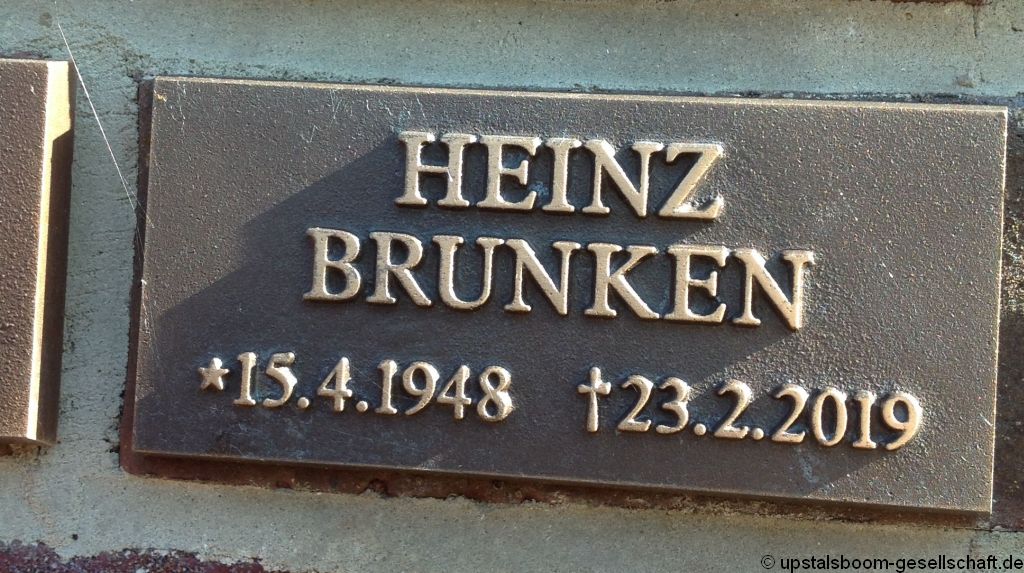 HEINZ
BRUNKEN
*15.4.1948 †23.2.2019
© upstalsboom-gesellschaft.de